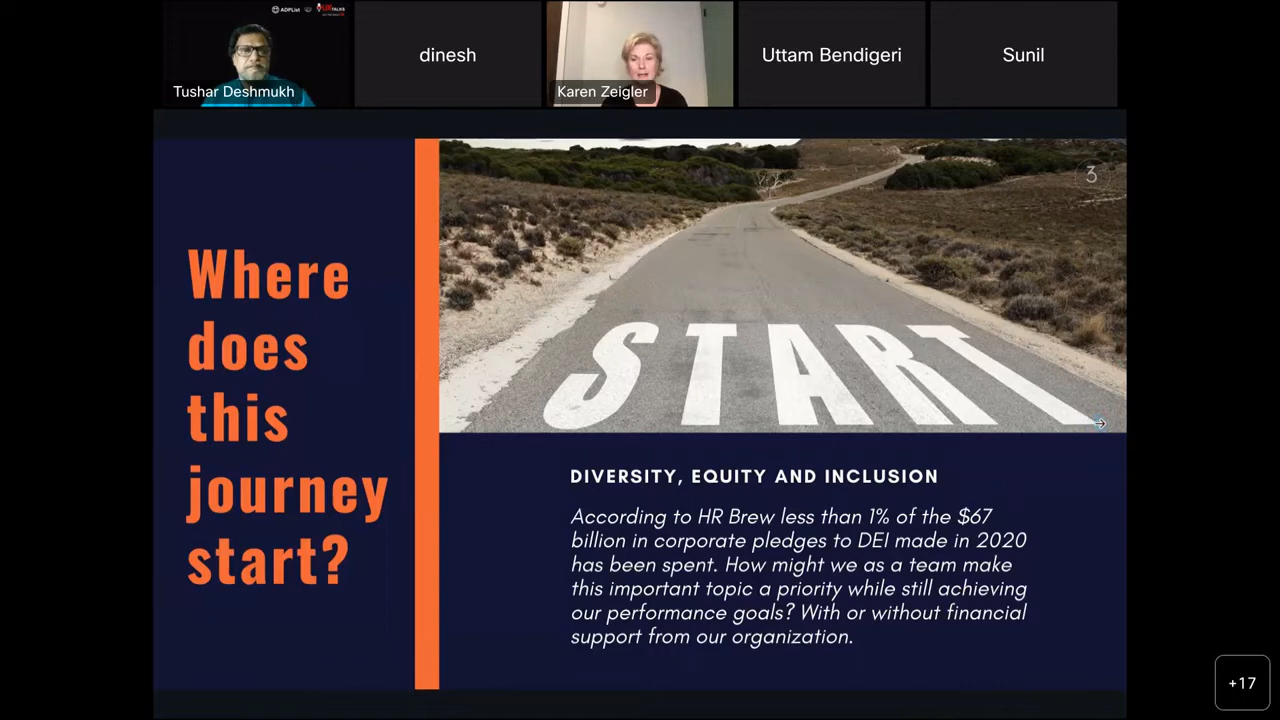 ADPList
UXTALKS
Tushar Deshmukh
dinesh
Karen Zeigler
Uttam Bendigeri
Sunil
3
Where
does
this
journey
start?
START
DIVERSITY, EQUITY AND INCLUSION
According to HR Brew less than 1% of the $67
billion in corporate pledges to DEI made in 2020
has been spent. How might we as a team make
this important topic a priority while still achieving
our performance goals? With or without financial
support from our organization.
+17